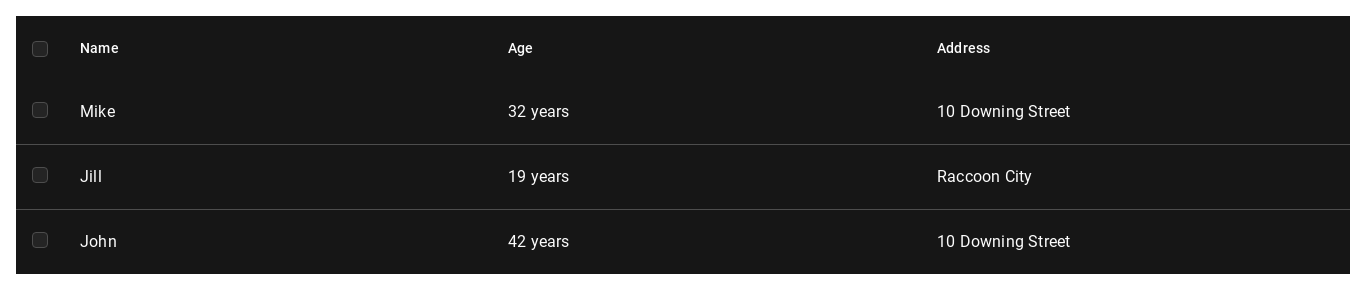 Name Age Address
Mike 32 years 10 Downing Street
Jill 19 years Raccoon City
John 42 years 10 Downing Street